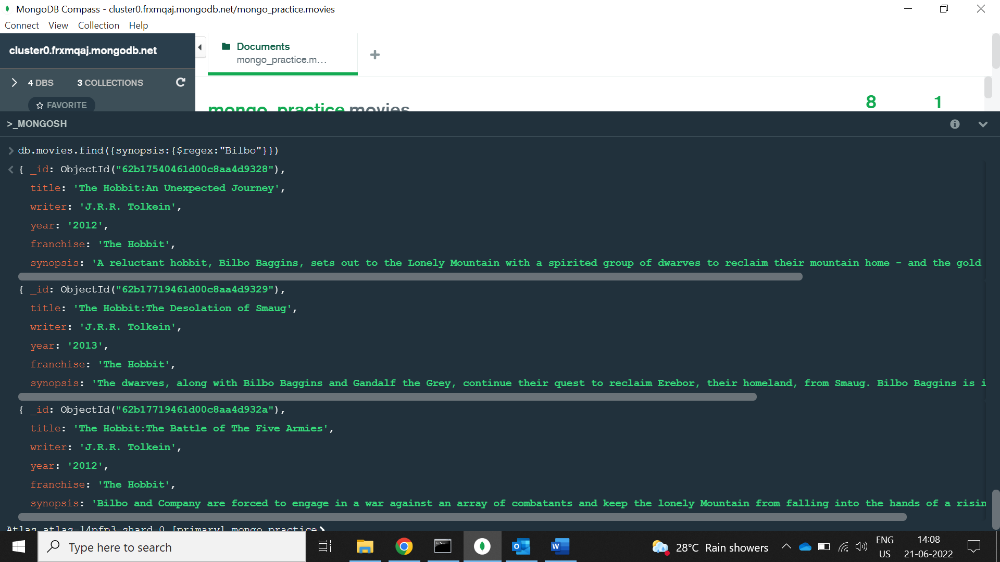 MongoDB Compass - cluster0.frxmqaj.mongodb.net/mongo_practice.movies
Connect View Collection Help
cluster0.frxmqaj.mongodb.net
Documents
mongo_practice.m...
4 DBS 3 COLLECTIONS
FAVORITE
mongo_practice.movies
8 1
>_MONGOSH
db.movies.find({synopsis:{$regex:"Bilbo"}})
{ _id: ObjectId("62b17540461d00c8aa4d9328"),
title: 'The Hobbit:An Unexpected Journey',
writer: 'J.R.R. Tolkein',
year: '2012',
franchise: 'The Hobbit',
synopsis: 'A reluctant hobbit, Bilbo Baggins, sets out to the Lonely Mountain with a spirited group of dwarves to reclaim their mountain home - and the gold
{ _id: ObjectId("62b17719461d00c8aa4d9329"),
title: 'The Hobbit:The Desolation of Smaug',
writer: 'J.R.R. Tolkein',
year: '2013',
franchise: 'The Hobbit',
synopsis: 'The dwarves, along with Bilbo Baggins and Gandalf the Grey, continue their quest to reclaim Erebor, their homeland, from Smaug. Bilbo Baggins is i
{ _id: ObjectId("62b17719461d00c8aa4d932a"),
title: 'The Hobbit:The Battle of The Five Armies',
writer: 'J.R.R. Tolkein',
year: '2012',
franchise: 'The Hobbit',
synopsis: 'Bilbo and Company are forced to engage in a war against an array of combatants and keep the lonely Mountain from falling into the hands of a risin
Atlas atlas-14pfp3-shard-0 [primary] mongo_practice>
Type here to search
28°C Rain showers
ENG
US
14:08
21-06-2022